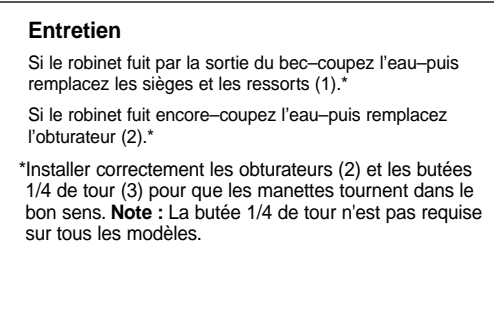 Entretien
Si le robinet fuit par la sortie du bec–coupez l'eau–puis
remplacez les sièges et les ressorts (1).*
Si le robinet fuit encore–coupez l'eau–puis remplacez
l'obturateur (2).*
*Installer correctement les obturateurs (2) et les butées
1/4 de tour (3) pour que les manettes tournent dans le
bon sens. Note : La butée 1/4 de tour n'est pas requise
sur tous les modèles.